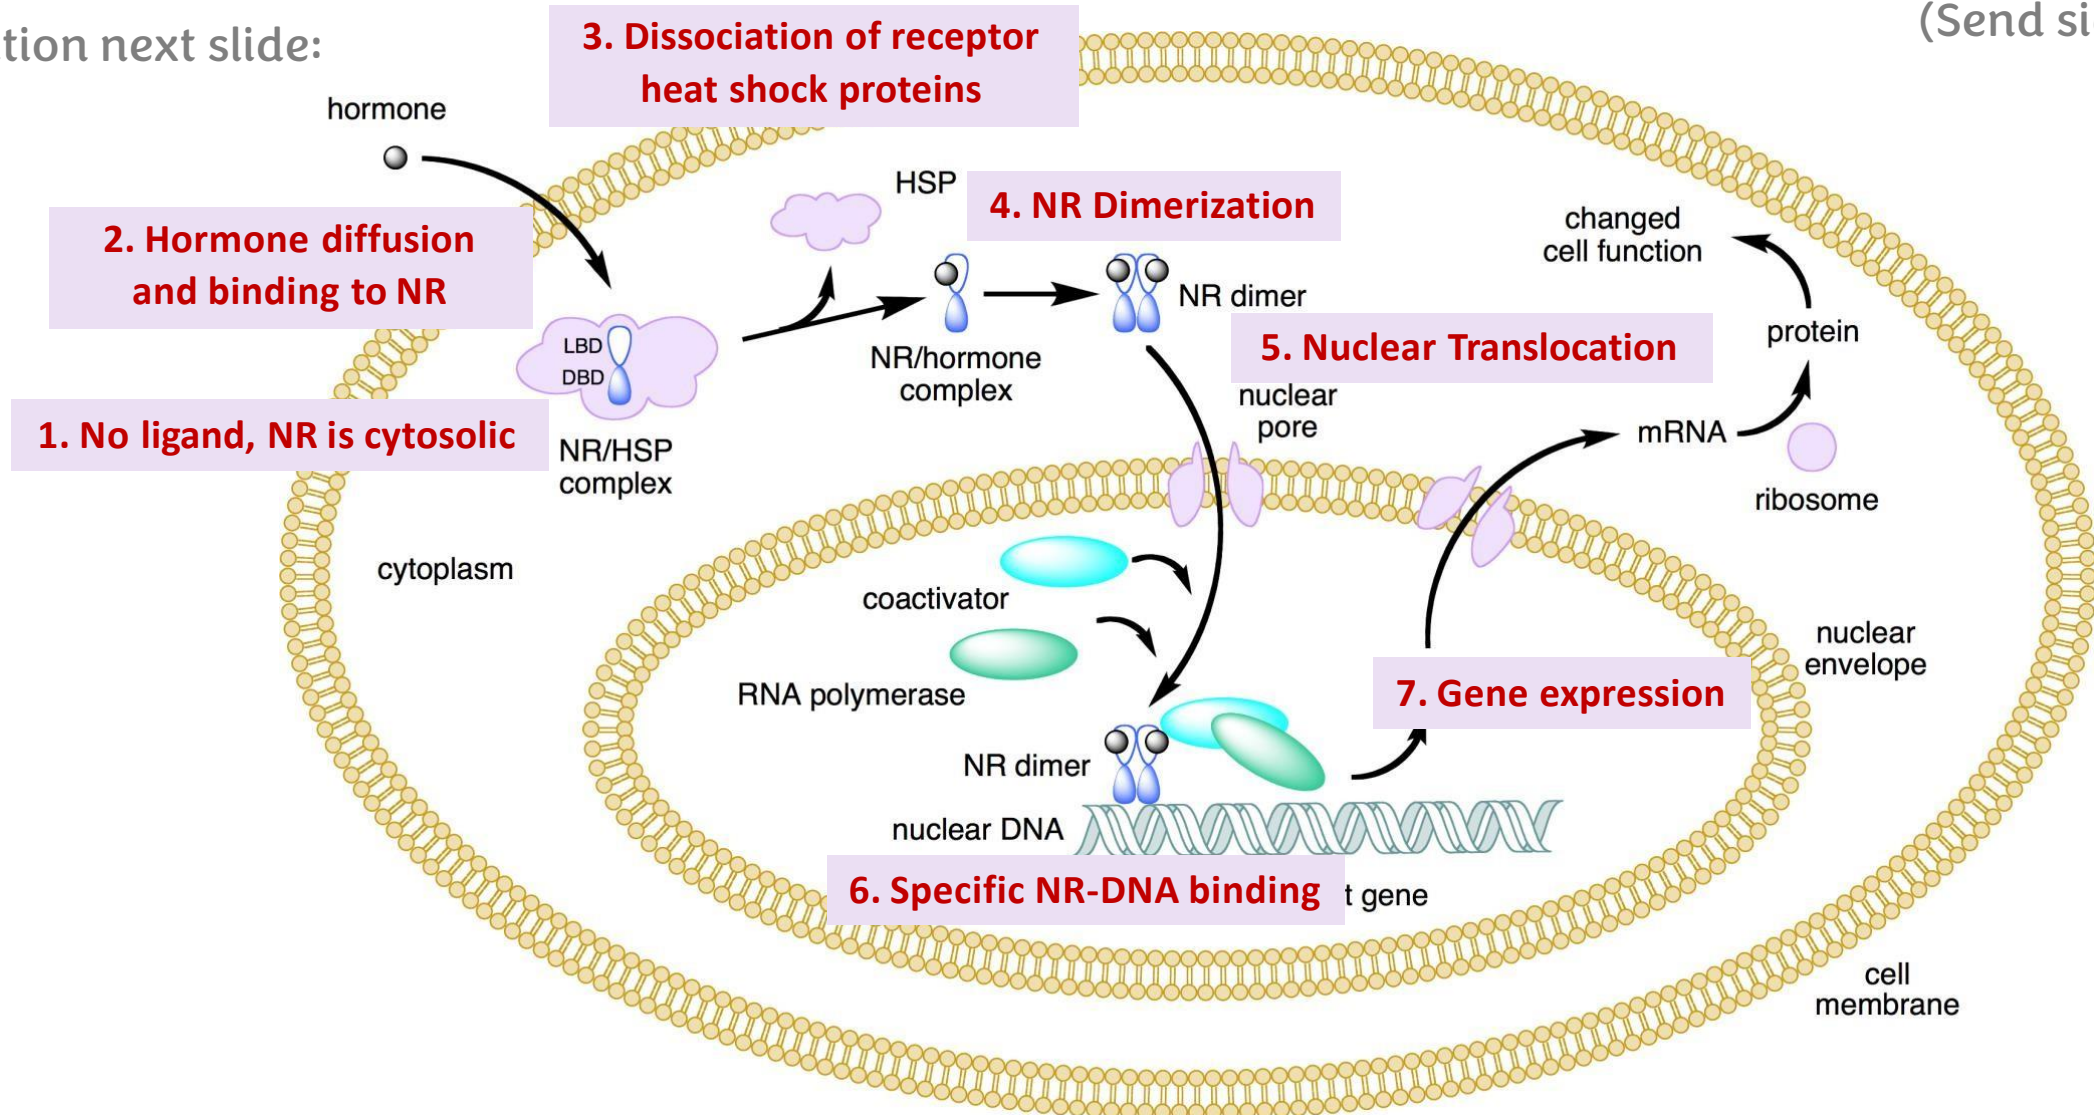 tion next slide:
(Send si
3. Dissociation of receptor
heat shock proteins
hormone
HSP
4. NR Dimerization
changed
cell function
2. Hormone diffusion
and binding to NR
NR dimer
LBD
DBD
NR/hormone
complex
5. Nuclear Translocation
protein
nuclear
pore
1. No ligand, NR is cytosolic
NR/HSP
complex
mRNA
ribosome
cytoplasm
coactivator
RNA polymerase
nuclear
envelope
7. Gene expression
NR dimer
nuclear DNA
6. Specific NR-DNA binding
t gene
cell
membrane